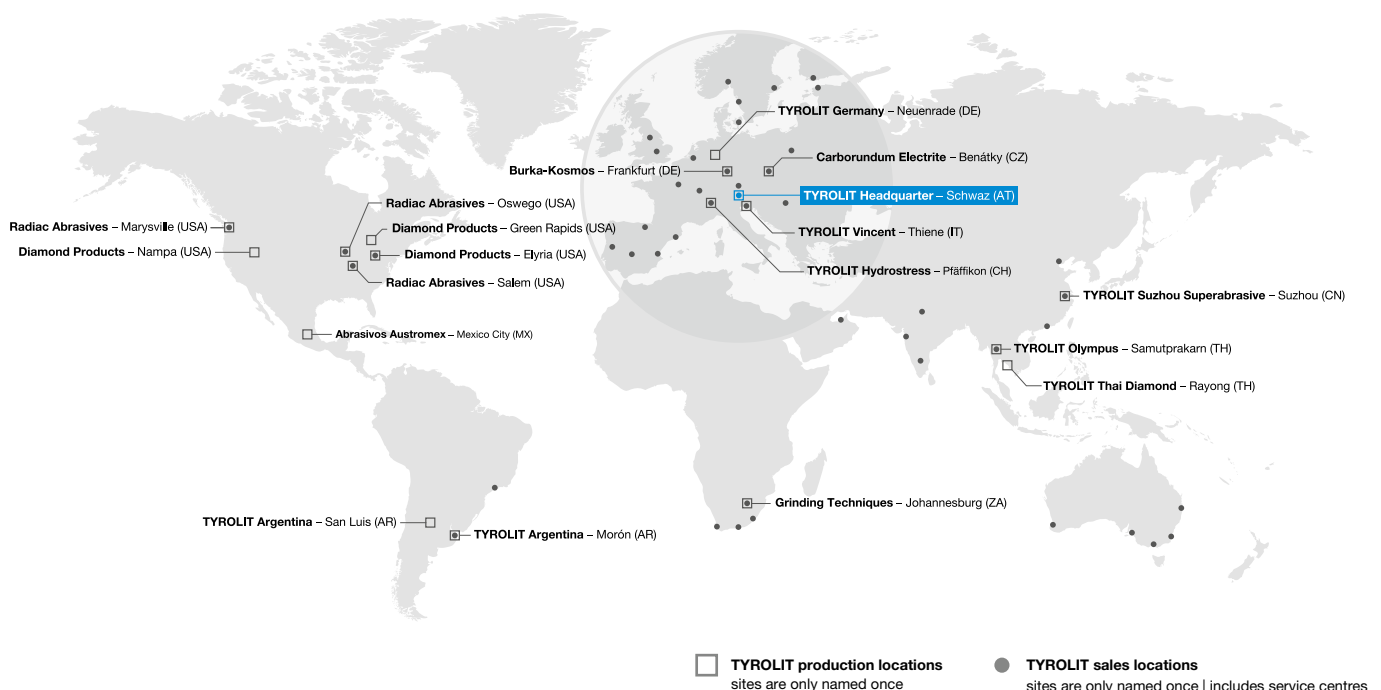 TYROLIT Germany – Neuenrade (DE)
Carborundum Electrite – Benátky (CZ)
Burka-Kosmos – Frankfurt (DE)
TYROLIT Headquarter – Schwaz (AT)
Radiac Abrasives – Oswego (USA)
Radiac Abrasives – Marysville (USA)
Diamond Products – Green Rapids (USA)
TYROLIT Vincent – Thiene (IT)
Diamond Products – Nampa (USA)
Diamond Products – Elyria (USA)
TYROLIT Hydrostress – Pfäffikon (CH)
Radiac Abrasives – Salem (USA)
TYROLIT Suzhou Superabrasive – Suzhou (CN)
Abrasivos Austromex – Mexico City (MX)
TYROLIT Olympus – Samutprakarn (TH)
TYROLIT Thai Diamond – Rayong (TH)
Grinding Techniques – Johannesburg (ZA)
TYROLIT Argentina – San Luis (AR)
TYROLIT Argentina – Morón (AR)
TYROLIT production locations
sites are only named once
TYROLIT sales locations
sites are only named once | includes service centres